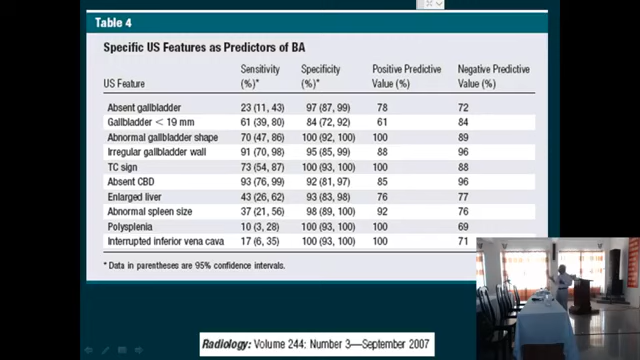 Table 4
Specific US Features as Predictors of BA
Sensitivity Specificity Positive Predictive Negative Predictive
US Feature (%)* (%)* Value (%) Value (%)
Absent gallbladder 23 (11, 43) 97 (87, 99) 78 72
Gallbladder < 19 mm 61 (39, 80) 84 (72, 92) 61 84
Abnormal gallbladder shape 70 (47, 86) 100 (92, 100) 100 89
Irregular gallbladder wall 91 (70, 98) 95 (85, 99) 88 96
TC sign 73 (54, 87) 100 (93, 100) 100 88
Absent CBD 93 (76, 99) 92 (81, 97) 85 96
Enlarged liver 43 (26, 62) 93 (83, 98) 76 77
Abnormal spleen size 37 (21, 56) 98 (89, 100) 92 76
Polysplenia 10 (3, 28) 100 (93, 100) 100 69
Interrupted inferior vena cava 17 (6, 35) 100 (93, 100) 100 71
* Data in parentheses are 95% confidence intervals.
Radiology: Volume 244: Number 3—September 2007